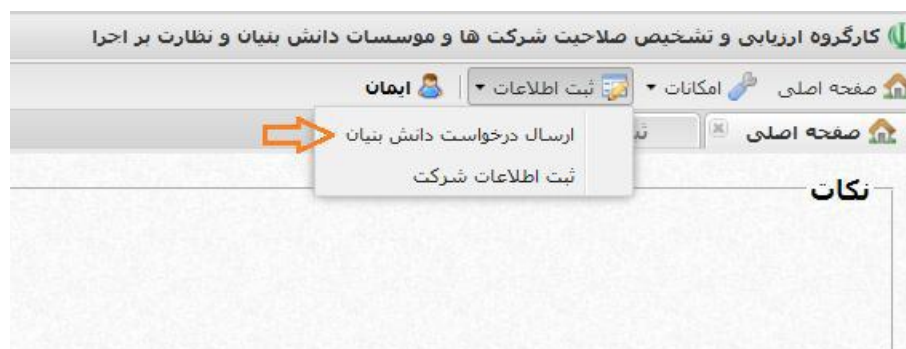 کارگروه ارزیابی و تشخیص صلاحیت شرکت ها و موسسات دانش بنیان و نظارت بر اجرا
صفحه اصلی امکانات ثبت اطلاعات ایمان
صفحه اصلی
ارسال درخواست دانش بنیان
ثبت اطلاعات شرکت
نکات